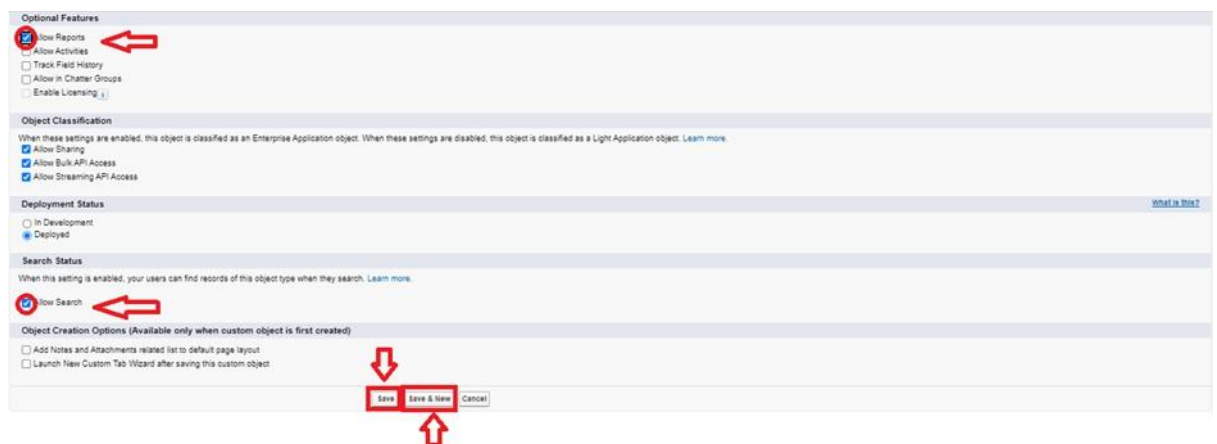 Optional Features
Allow Reports
Allow Activities
Track Field History
Allow in Chatter Groups
Enable Licensing i
Object Classification
When these settings are enabled, this object is classified as an Enterprise Application object. When these settings are disabled, this object is classified as a Light Application object. Learn more.
Allow Sharing
Allow Bulk API Access
Allow Streaming API Access
Deployment Status What is this?
In Development
Deployed
Search Status
When this setting is enabled, your users can find records of this object type when they search. Learn more.
Allow Search
Object Creation Options (Available only when custom object is first created)
Add Notes and Attachments related list to default page layout
Launch New Custom Tab Wizard after saving this custom object
Save Save & New Cancel